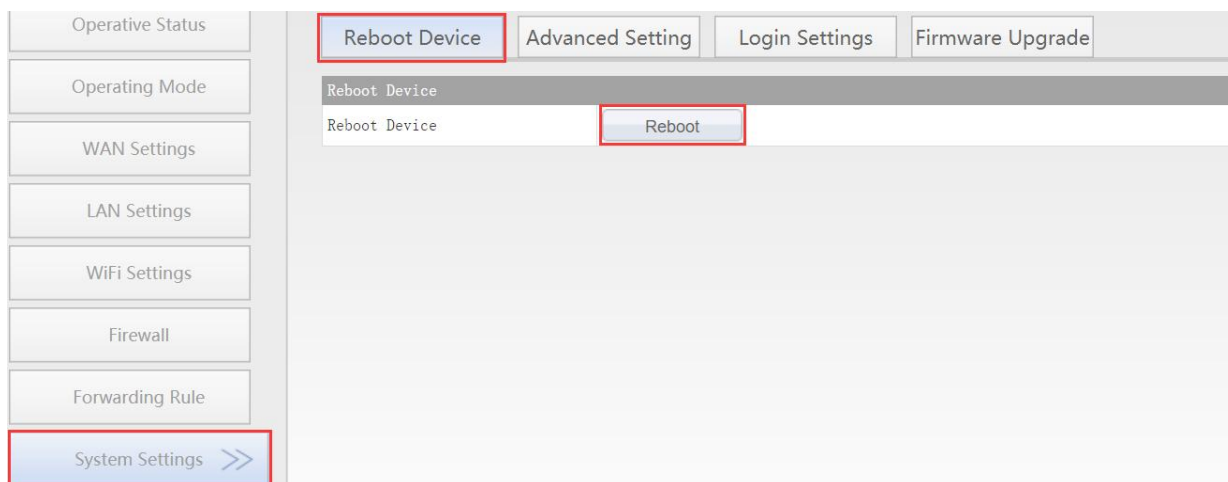 Operative Status
Operating Mode
WAN Settings
LAN Settings
WiFi Settings
Firewall
Forwarding Rule
System Settings >>
Reboot Device Advanced Setting Login Settings Firmware Upgrade
Reboot Device
Reboot Device Reboot